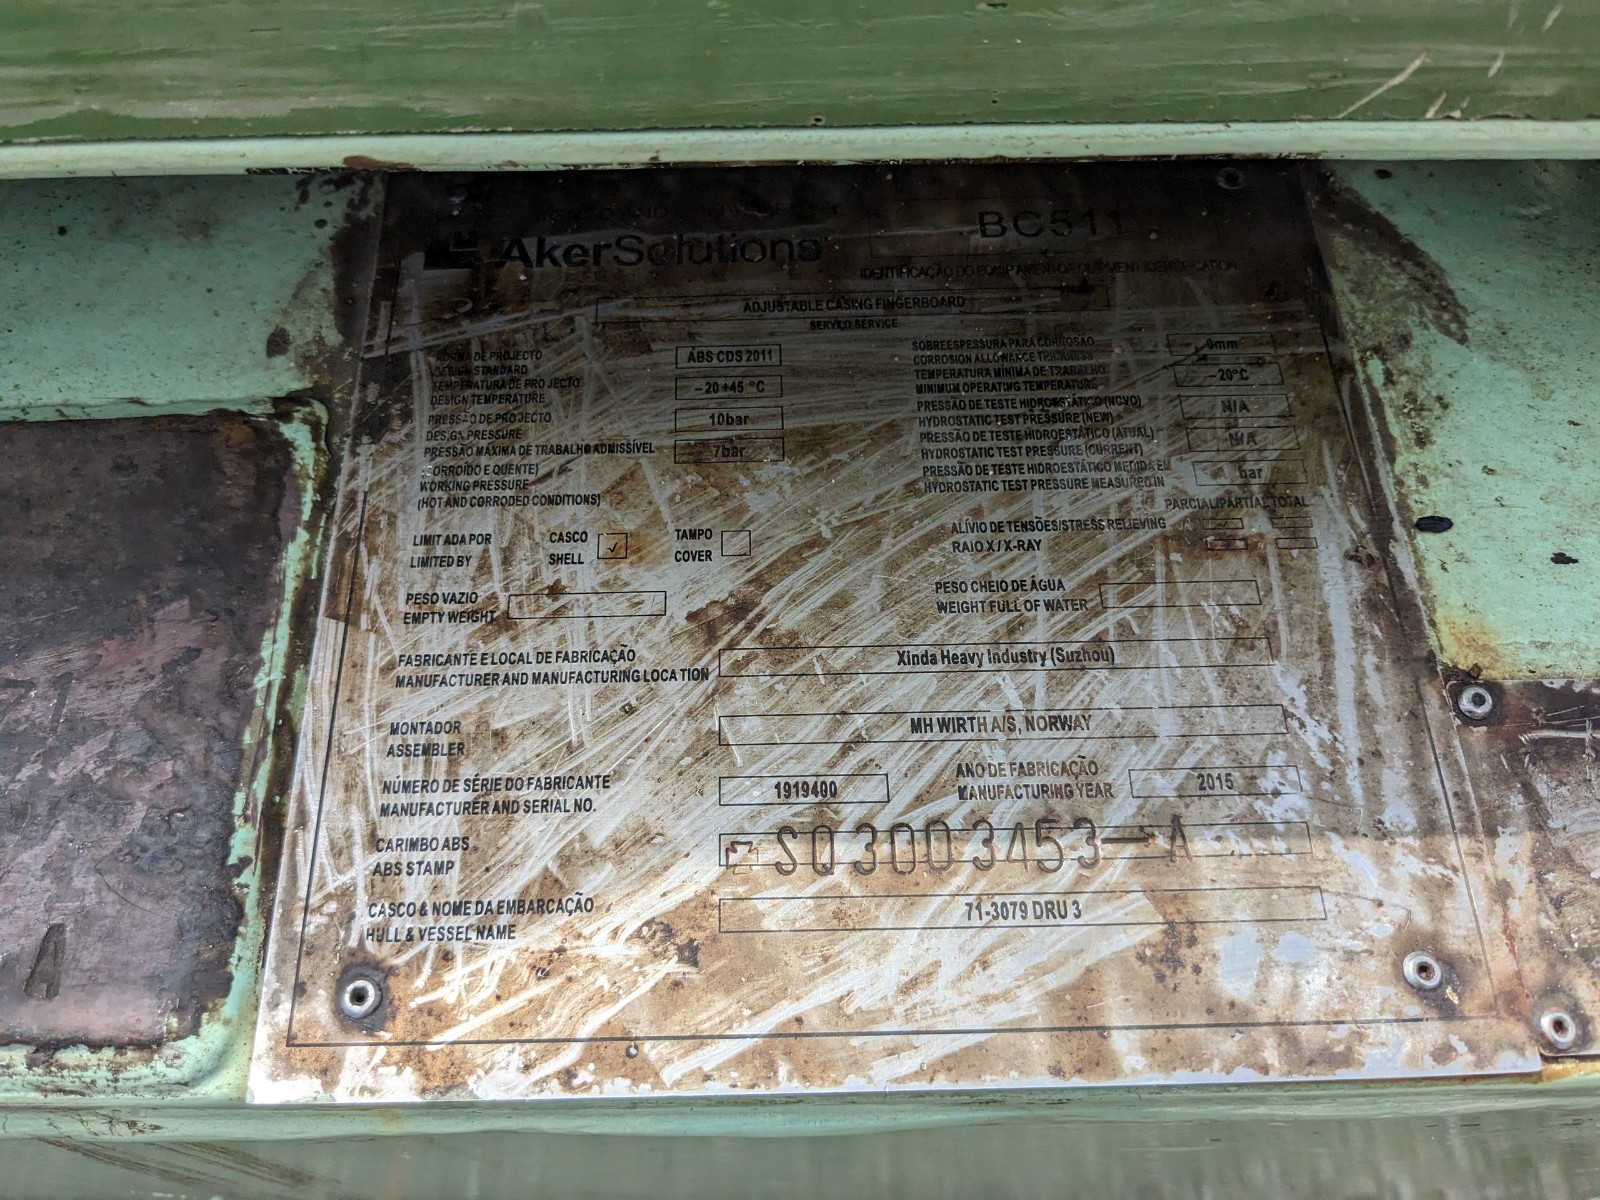 AkerSolutions
BC511
IDENTIFICAÇÃO DO EQUIPAMENTO/EQUIPMENT IDENTIFICATION
ADJUSTABLE CASING FINGERBOARD
SERVIÇO SERVICE
NORMA DE PROJECTO
DESIGN STANDARD
ABS CDS 2011
TEMPERATURA DE PROJECTO
DESIGN TEMPERATURE
-20 +45 °C
PRESSÃO DE PROJECTO
DESIGN PRESSURE
10bar
PRESSÃO MÁXIMA DE TRABALHO ADMISSÍVEL
(CORROÍDO E QUENTE)
WORKING PRESSURE
(HOT AND CORRODED CONDITIONS)
7bar
SOBREESPESSURA PARA CORROSÃO
CORROSION ALLOWANCE THICKNESS
0mm
TEMPERATURA MÍNIMA DE TRABALHO
MINIMUM OPERATING TEMPERATURE
-20°C
PRESSÃO DE TESTE HIDROESTÁTICO (NOVO)
HYDROSTATIC TEST PRESSURE (NEW)
N/A
PRESSÃO DE TESTE HIDROESTÁTICO (ATUAL)
HYDROSTATIC TEST PRESSURE (CURRENT)
N/A
PRESSÃO DE TESTE HIDROESTÁTICO MEDIDA EM
HYDROSTATIC TEST PRESSURE MEASURED IN
bar
PARCIAL/PARTIAL TOTAL
ALÍVIO DE TENSÕES/STRESS RELIEVING
RAIO X / X-RAY
LIMITADA POR
LIMITED BY
CASCO
SHELL
✓
TAMPO
COVER
PESO VAZIO
EMPTY WEIGHT
PESO CHEIO DE ÁGUA
WEIGHT FULL OF WATER
FABRICANTE E LOCAL DE FABRICAÇÃO
MANUFACTURER AND MANUFACTURING LOCATION
Xinda Heavy Industry (Suzhou)
MONTADOR
ASSEMBLER
MH WIRTH A/S, NORWAY
NÚMERO DE SÉRIE DO FABRICANTE
MANUFACTURER AND SERIAL NO.
1919400
ANO DE FABRICAÇÃO
MANUFACTURING YEAR
2015
CARIMBO ABS
ABS STAMP
SQ3003453-A
CASCO & NOME DA EMBARCAÇÃO
HULL & VESSEL NAME
71-3079 DRU 3